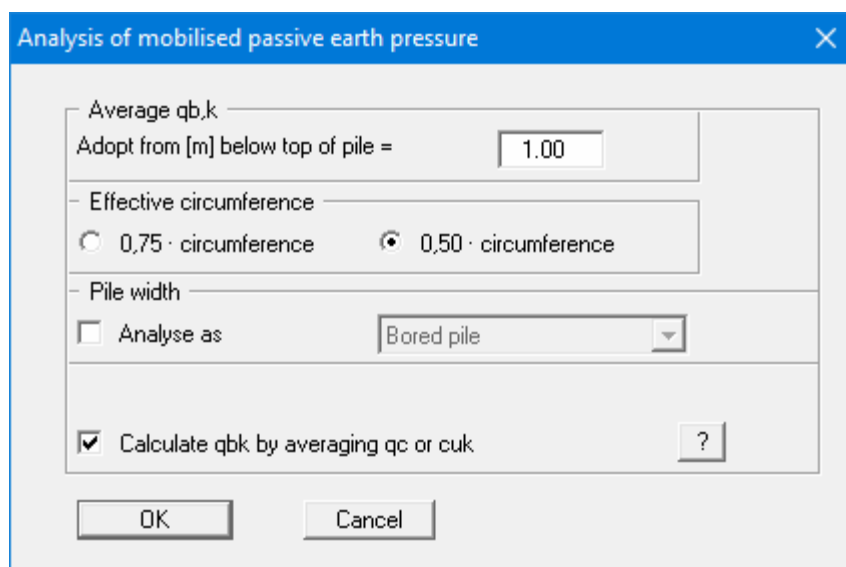 Analysis of mobilised passive earth pressure
Average qb,k
Adopt from [m] below top of pile = 1.00
Effective circumference
0,75 · circumference 0,50 · circumference
Pile width
Analyse as Bored pile
Calculate qbk by averaging qc or cuk ?
OK Cancel